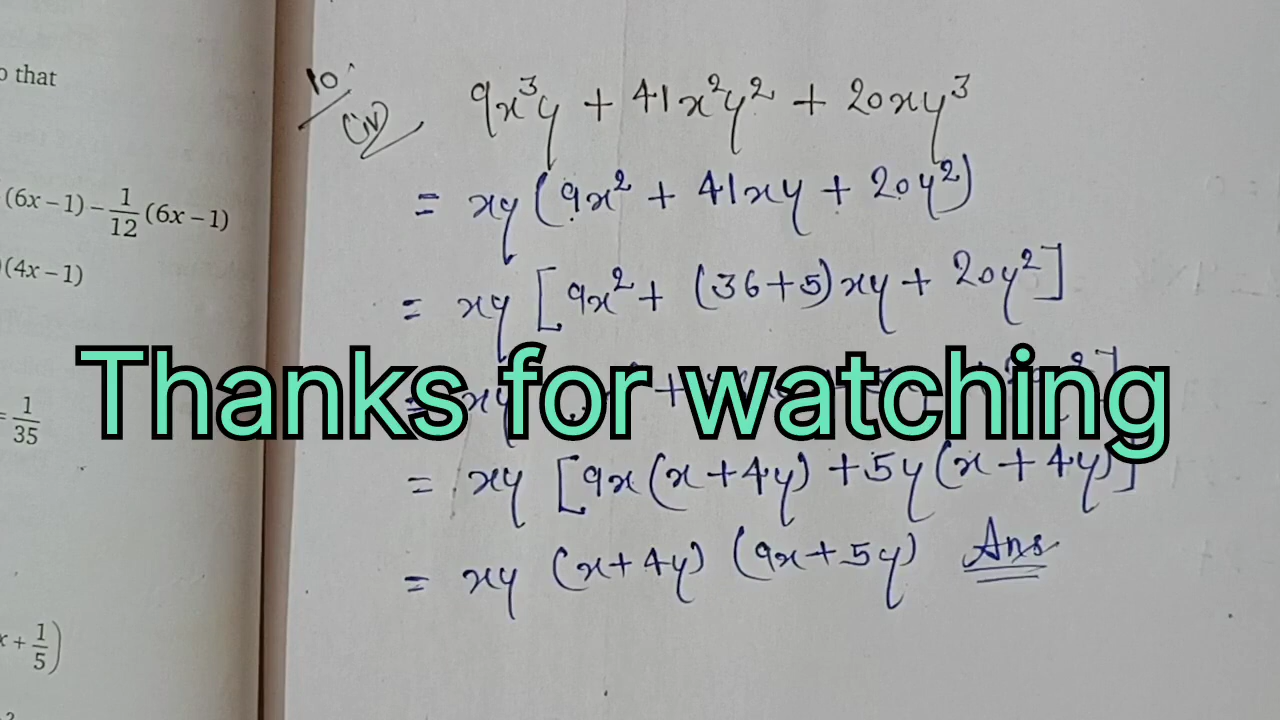 o that
(6x−1)−1/12(6x−1)
)(4x−1)
=1/35
x+1/5)
10
(iv)
9x³y + 41x²y² + 20xy³
= xy(9x² + 41xy + 20y²)
= xy [9x² + (36+5)xy + 20y²]
Thanks for watching
= xy [9x(x+4y) +5y(x+4y)]
= xy (x+4y) (9x+5y) Ans